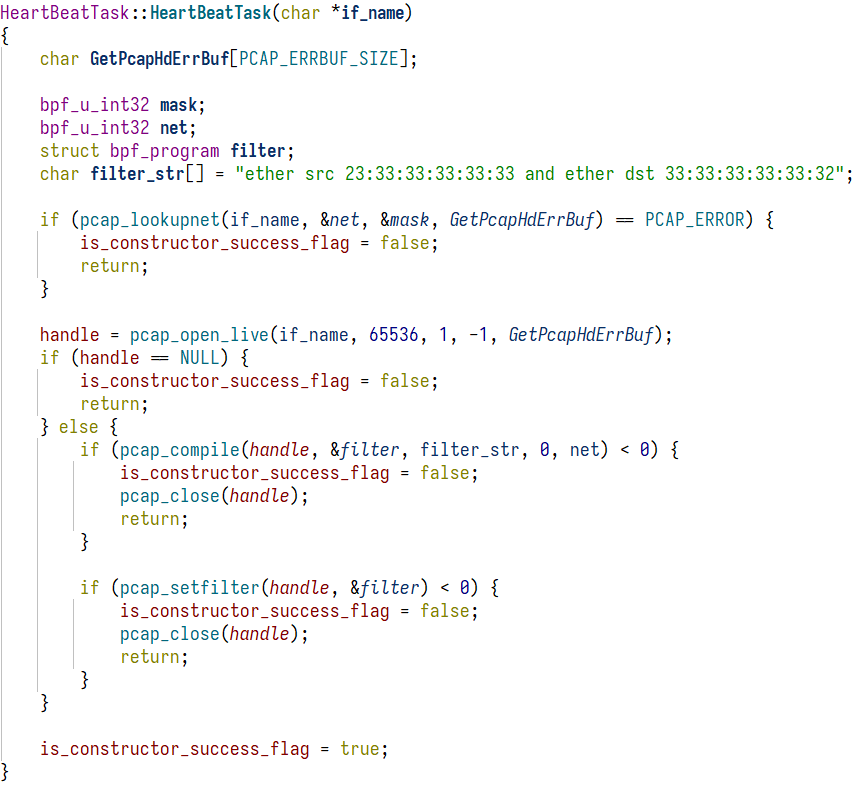 HeartBeatTask::HeartBeatTask(char *if_name)
{
    char GetPcapHdErrBuf[PCAP_ERRBUF_SIZE];

    bpf_u_int32 mask;
    bpf_u_int32 net;
    struct bpf_program filter;
    char filter_str[] = "ether src 23:33:33:33:33:33 and ether dst 33:33:33:33:33:32";

    if (pcap_lookupnet(if_name, &net, &mask, GetPcapHdErrBuf) == PCAP_ERROR) {
        is_constructor_success_flag = false;
        return;
    }

    handle = pcap_open_live(if_name, 65536, 1, -1, GetPcapHdErrBuf);
    if (handle == NULL) {
        is_constructor_success_flag = false;
        return;
    } else {
        if (pcap_compile(handle, &filter, filter_str, 0, net) < 0) {
            is_constructor_success_flag = false;
            pcap_close(handle);
            return;
        }

        if (pcap_setfilter(handle, &filter) < 0) {
            is_constructor_success_flag = false;
            pcap_close(handle);
            return;
        }
    }

    is_constructor_success_flag = true;
}